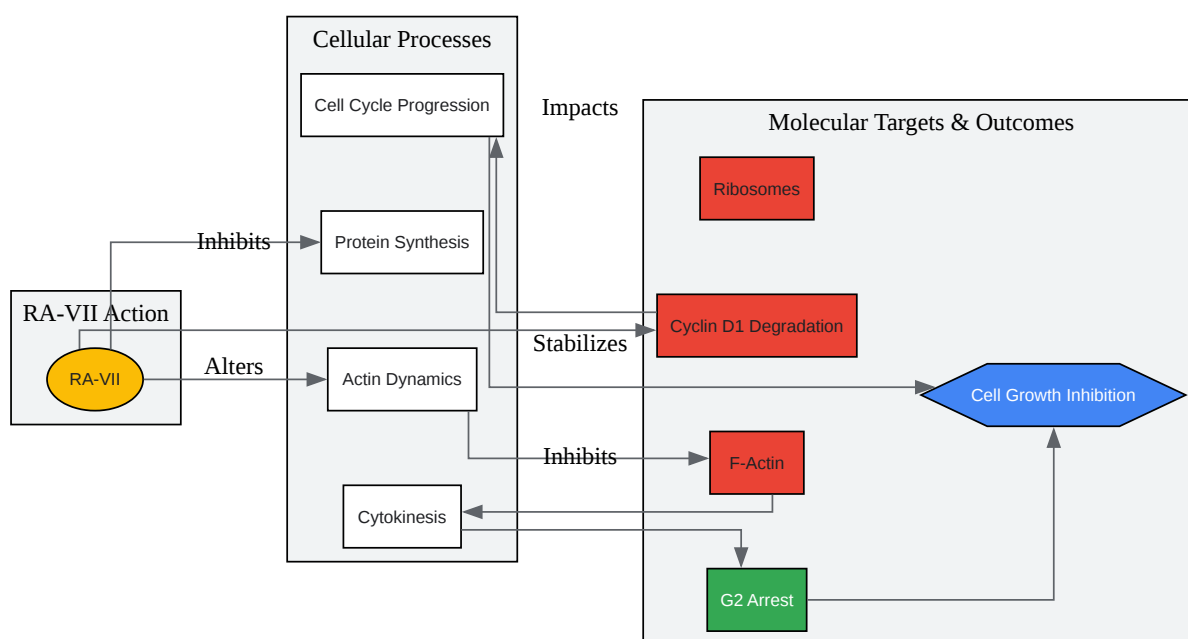 Cellular Processes
Cell Cycle Progression
Impacts
Molecular Targets & Outcomes
Ribosomes
Inhibits
Protein Synthesis
RA-VII Action
Cyclin D1 Degradation
Stabilizes
RA-VII
Alters
Actin Dynamics
Cell Growth Inhibition
Inhibits
F-Actin
Cytokinesis
G2 Arrest